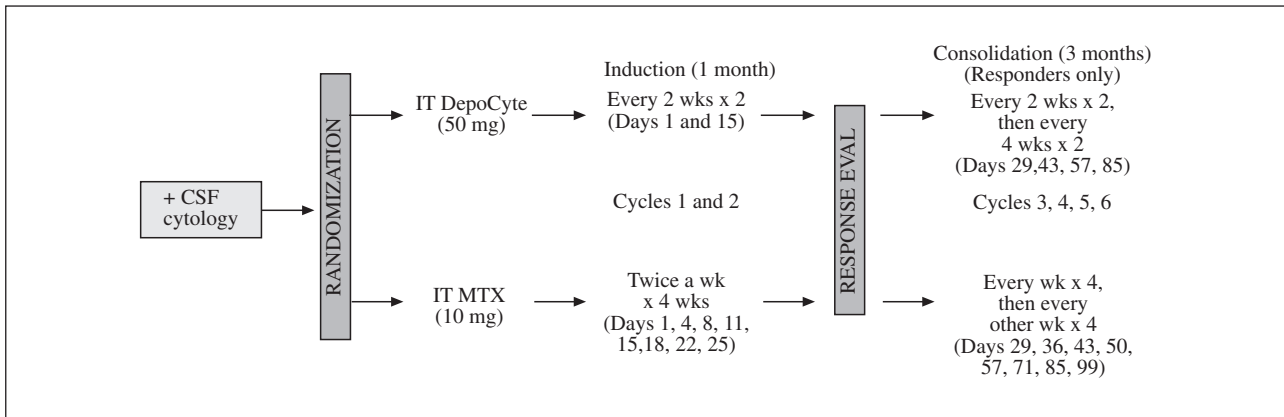 + CSF
cytology
RANDOMIZATION
IT DepoCyte
(50 mg)
Induction (1 month)
Every 2 wks x 2
(Days 1 and 15)
Cycles 1 and 2
IT MTX
(10 mg)
Twice a wk
x 4 wks
(Days 1, 4, 8, 11,
15,18, 22, 25)
RESPONSE EVAL
Consolidation (3 months)
(Responders only)
Every 2 wks x 2,
then every
4 wks x 2
(Days 29,43, 57, 85)
Cycles 3, 4, 5, 6
Every wk x 4,
then every
other wk x 4
(Days 29, 36, 43, 50,
57, 71, 85, 99)